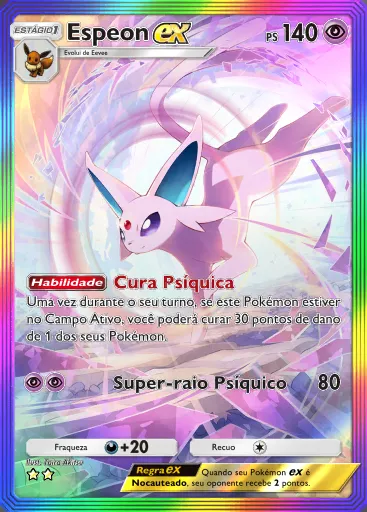 ESTÁGIO 1
Espeon ex
PS 140
Evolui de Eevee
Habilidade Cura Psíquica
Uma vez durante o seu turno, se este Pokémon estiver
no Campo Ativo, você poderá curar 30 pontos de dano
de 1 dos seus Pokémon.
Super-raio Psíquico 80
Fraqueza +20 Recuo
Ilust.
Regra ex Quando seu Pokémon ex é
Nocauteado, seu oponente recebe 2 pontos.